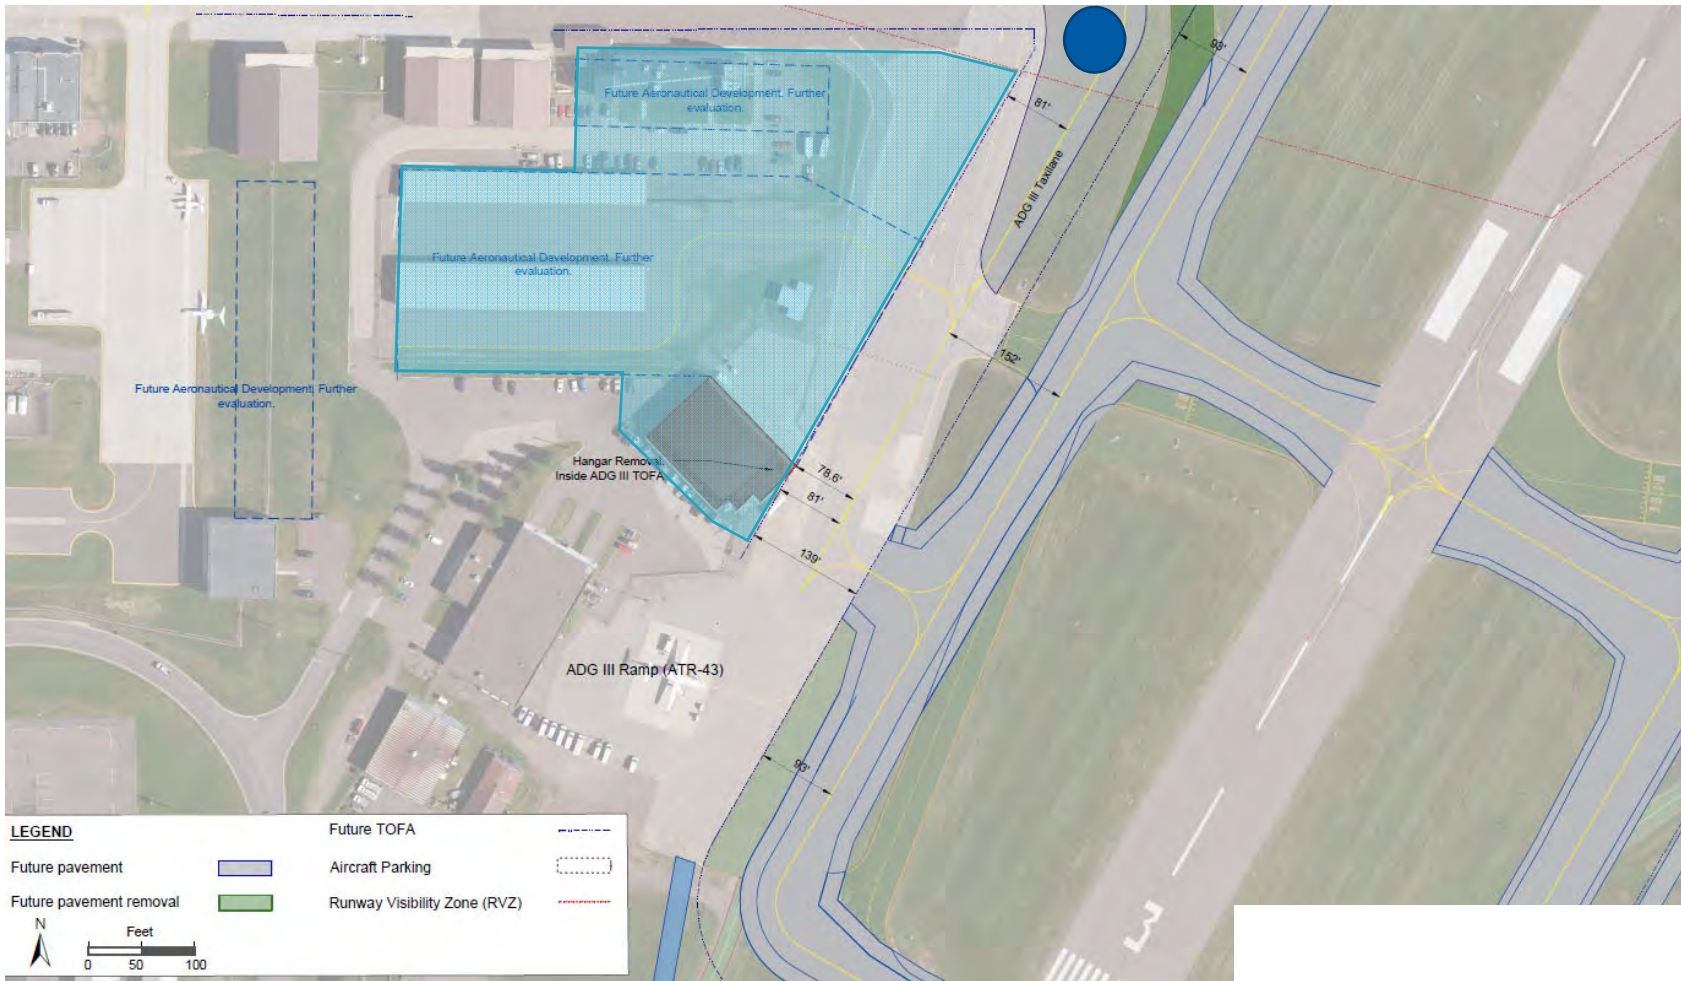 93'
Future Aeronautical Development. Further
evaluation.
81'
ADG III Taxilane
Future Aeronautical Development. Further
evaluation.
152'
Future Aeronautical Development. Further
evaluation.
Hangar Removal.
Inside ADG III TOFA
78.6'
81'
139'
ADG III Ramp (ATR-43)
93'
3
LEGEND
Future pavement
Future pavement removal
Future TOFA
Aircraft Parking
Runway Visibility Zone (RVZ)
N
Feet
0 50 100